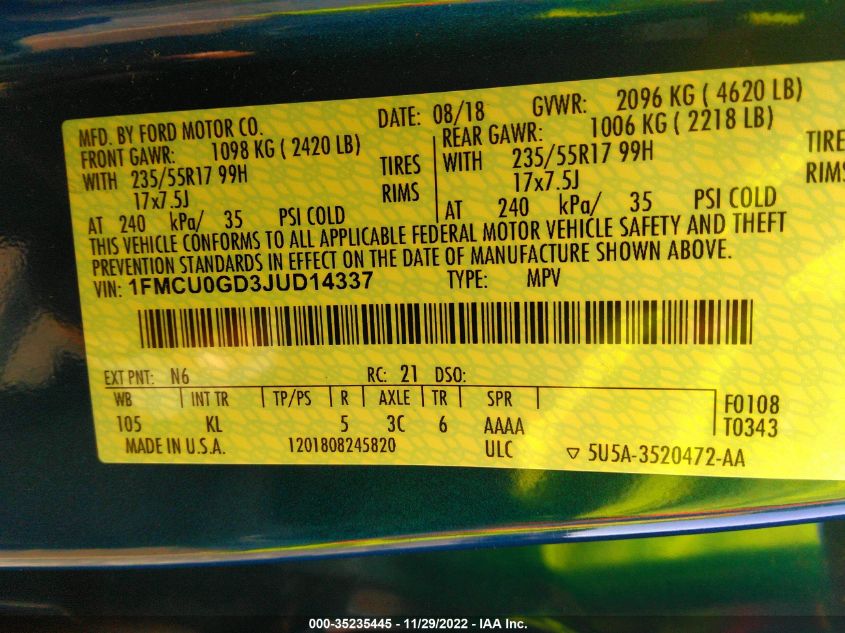 MFD. BY FORD MOTOR CO. DATE: 08/18 GVWR: 2096 KG ( 4620 LB)
FRONT GAWR: 1098 KG ( 2420 LB) REAR GAWR: 1006 KG ( 2218 LB)
WITH 235/55R17 99H TIRES WITH 235/55R17 99H TIRE
17x7.5J RIMS 17x7.5J RIMS
AT 240 kPa/ 35 PSI COLD AT 240 kPa/ 35 PSI COLD
THIS VEHICLE CONFORMS TO ALL APPLICABLE FEDERAL MOTOR VEHICLE SAFETY AND THEFT
PREVENTION STANDARDS IN EFFECT ON THE DATE OF MANUFACTURE SHOWN ABOVE.
VIN: 1FMCU0GD3JUD14337 TYPE: MPV
EXT PNT: N6 RC: 21 DSO:
WB INT TR TP/PS R AXLE TR SPR F0108
105 KL 5 3C 6 AAAA T0343
MADE IN U.S.A. 1201808245820 ULC ▽ 5U5A-3520472-AA
000-35235445 - 11/29/2022 - IAA Inc.